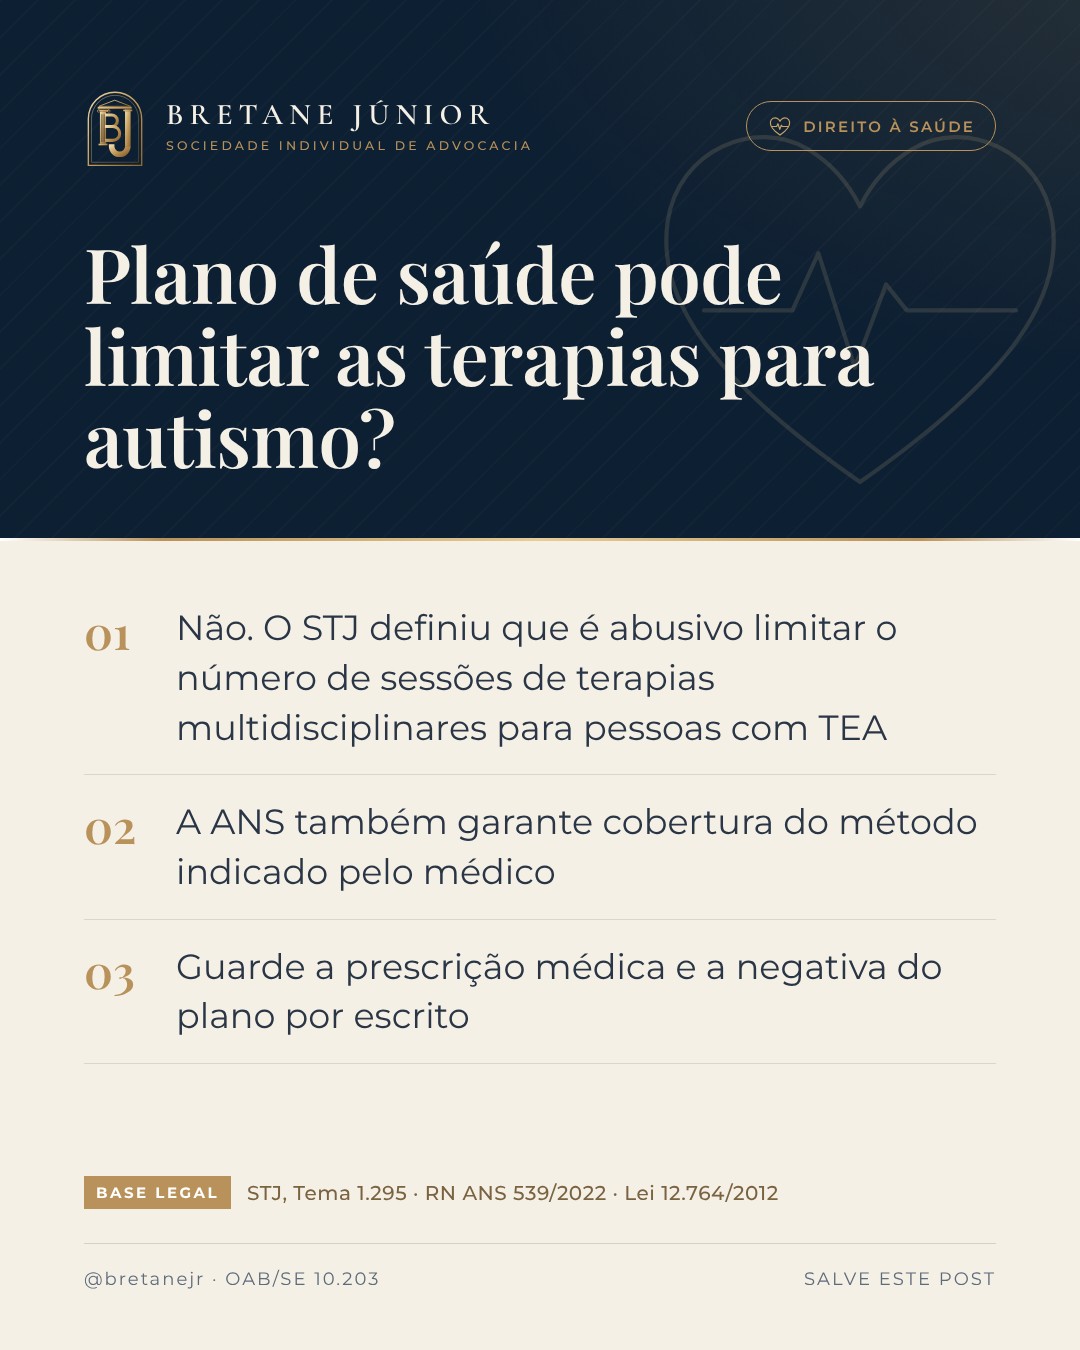 BJ
BRETANE JÚNIOR
SOCIEDADE INDIVIDUAL DE ADVOCACIA
DIREITO À SAÚDE
Plano de saúde pode
limitar as terapias para
autismo?
01 Não. O STJ definiu que é abusivo limitar o
número de sessões de terapias
multidisciplinares para pessoas com TEA
02 A ANS também garante cobertura do método
indicado pelo médico
03 Guarde a prescrição médica e a negativa do
plano por escrito
BASE LEGAL STJ, Tema 1.295 · RN ANS 539/2022 · Lei 12.764/2012
@bretanejr · OAB/SE 10.203
SALVE ESTE POST